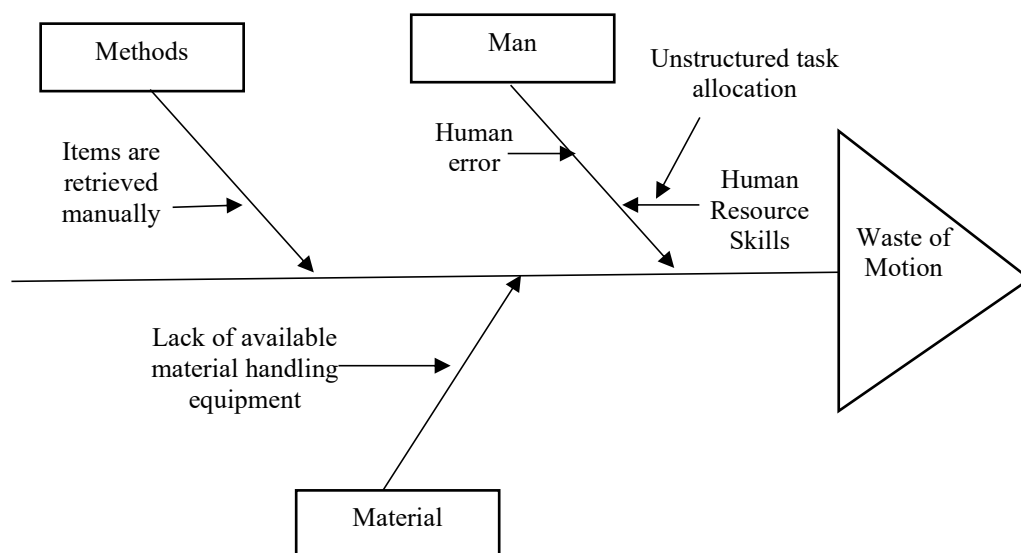 Methods
Man
Unstructured task
allocation
Items are
retrieved
manually
Human
error
Human
Resource
Skills
Waste of
Motion
Lack of available
material handling
equipment
Material